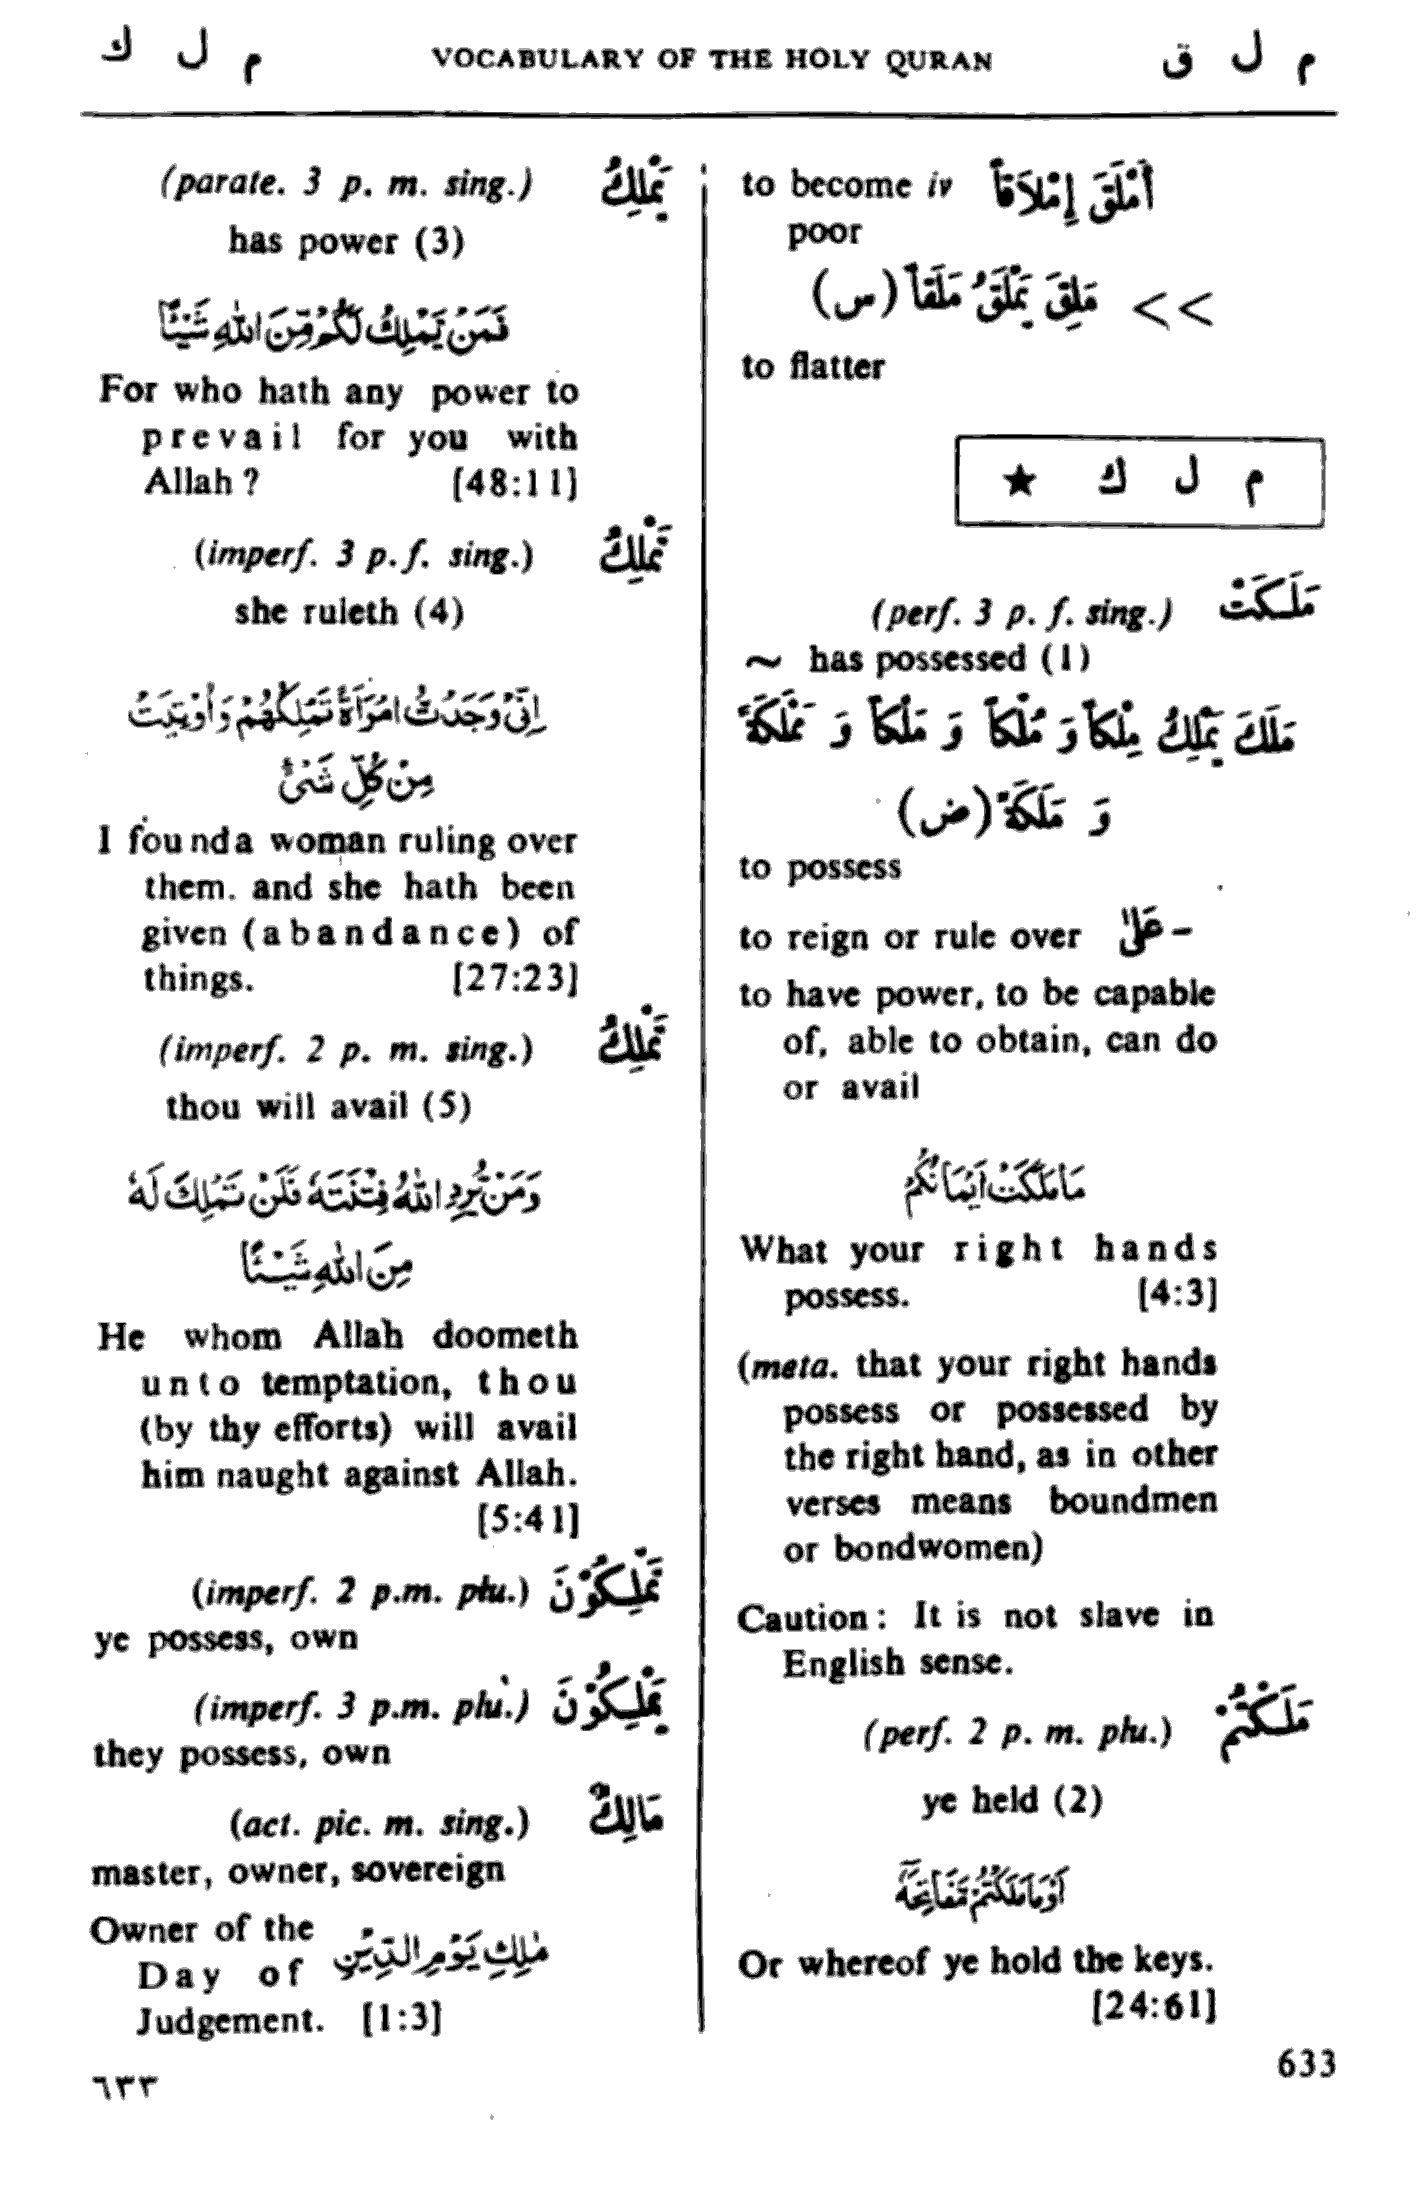 م ل ك VOCABULARY OF THE HOLY QURAN م ل ق
to become iv أَمْلَقَ إِمْلَاقاً
poor
>> مَلِقَ يَمْلَقُ مَلَقاً (س)
to flatter
م ل ك ★
(perf. 3 p. f. sing.) مَلَكَتْ
~ has possessed (1)
مَلَكَ يَمْلِكُ مِلْكاً وَ مُلْكاً وَ مَلْكاً وَ مَمْلَكَةً
وَ مَلَكَةً (ض)
to possess
to reign or rule over عَلَىٰ -
to have power, to be capable
of, able to obtain, can do
or avail
مَا مَلَكَتْ اَيْمَانُكُمْ
What your right hands
possess. [4:3]
(meta. that your right hands
possess or possessed by
the right hand, as in other
verses means boundmen
or bondwomen)
Caution: It is not slave in
English sense.
(perf. 2 p. m. plu.) مَلَكْتُمْ
ye held (2)
اَوْ مَا مَلَكْتُمْ مَّفَاتِحَهٗٓ
Or whereof ye hold the keys.
[24:61]
(parate. 3 p. m. sing.) يَمْلِكُ
has power (3)
فَمَنْ يَّمْلِكُ لَكُمْ مِّنَ اللّٰهِ شَيْئًا
For who hath any power to
prevail for you with
Allah? [48:11]
(imperf. 3 p. f. sing.) تَمْلِكُ
she ruleth (4)
اِنِّىْ وَجَدْتُّ امْرَاَةً تَمْلِكُهُمْ وَاُوْتِيَتْ
مِنْ كُلِّ شَىْءٍ
I found a woman ruling over
them. and she hath been
given (abandance) of
things. [27:23]
(imperf. 2 p. m. sing.) تَمْلِكُ
thou will avail (5)
وَمَنْ يُّرِدِ اللّٰهُ فِتْنَتَهٗ فَلَنْ تَمْلِكَ لَهٗ
مِنَ اللّٰهِ شَيْئًا
He whom Allah doometh
unto temptation, thou
(by thy efforts) will avail
him naught against Allah.
[5:41]
(imperf. 2 p.m. plu.) تَمْلِكُوْنَ
ye possess, own
(imperf. 3 p.m. plu.) يَمْلِكُوْنَ
they possess, own
(act. pic. m. sing.) مَالِكٌ
master, owner, sovereign
Owner of the مٰلِكِ يَوْمِ الدِّيْنِ
Day of
Judgement. [1:3]
633
٦٣٣